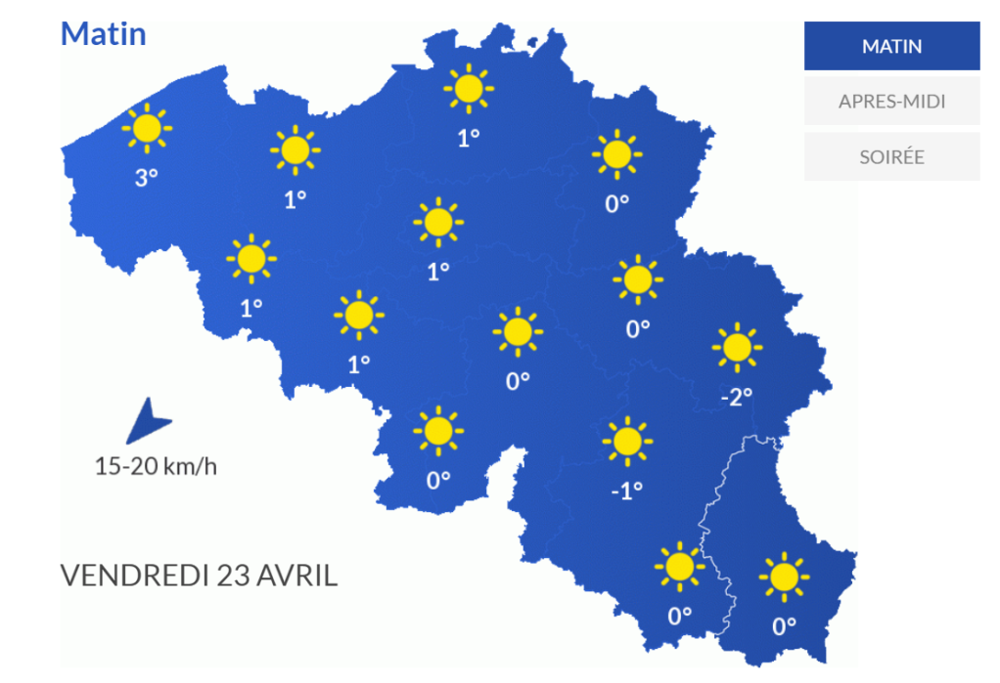 Matin
MATIN
APRES-MIDI
SOIRÉE
1°
3°
1°
0°
1°
1°
0°
1°
0°
-2°
15-20 km/h
0°
-1°
VENDREDI 23 AVRIL
0°
0°